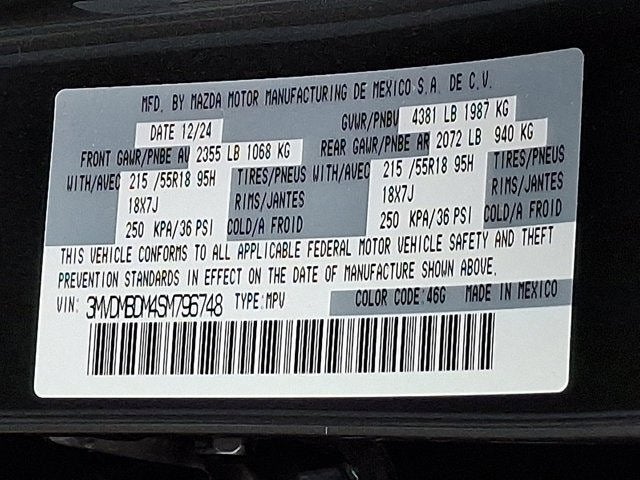 MFD. BY MAZDA MOTOR MANUFACTURING DE MEXICO S.A. DE C.V.
DATE 12/24 GVWR/PNBV 4381 LB 1987 KG
FRONT GAWR/PNBE AV 2355 LB 1068 KG REAR GAWR/PNBE AR 2072 LB 940 KG
WITH/AVEC 215 /55R18 95H TIRES/PNEUS WITH/AVEC 215 /55R18 95H TIRES/PNEUS
18X7J RIMS/JANTES 18X7J RIMS/JANTES
250 KPA/36 PSI COLD/A FROID 250 KPA/36 PSI COLD/A FROID
THIS VEHICLE CONFORMS TO ALL APPLICABLE FEDERAL MOTOR VEHICLE SAFETY AND THEFT
PREVENTION STANDARDS IN EFFECT ON THE DATE OF MANUFACTURE SHOWN ABOVE.
VIN: 3MVDMBDM4SM796748 TYPE:MPV COLOR CODE:46G MADE IN MEXICO